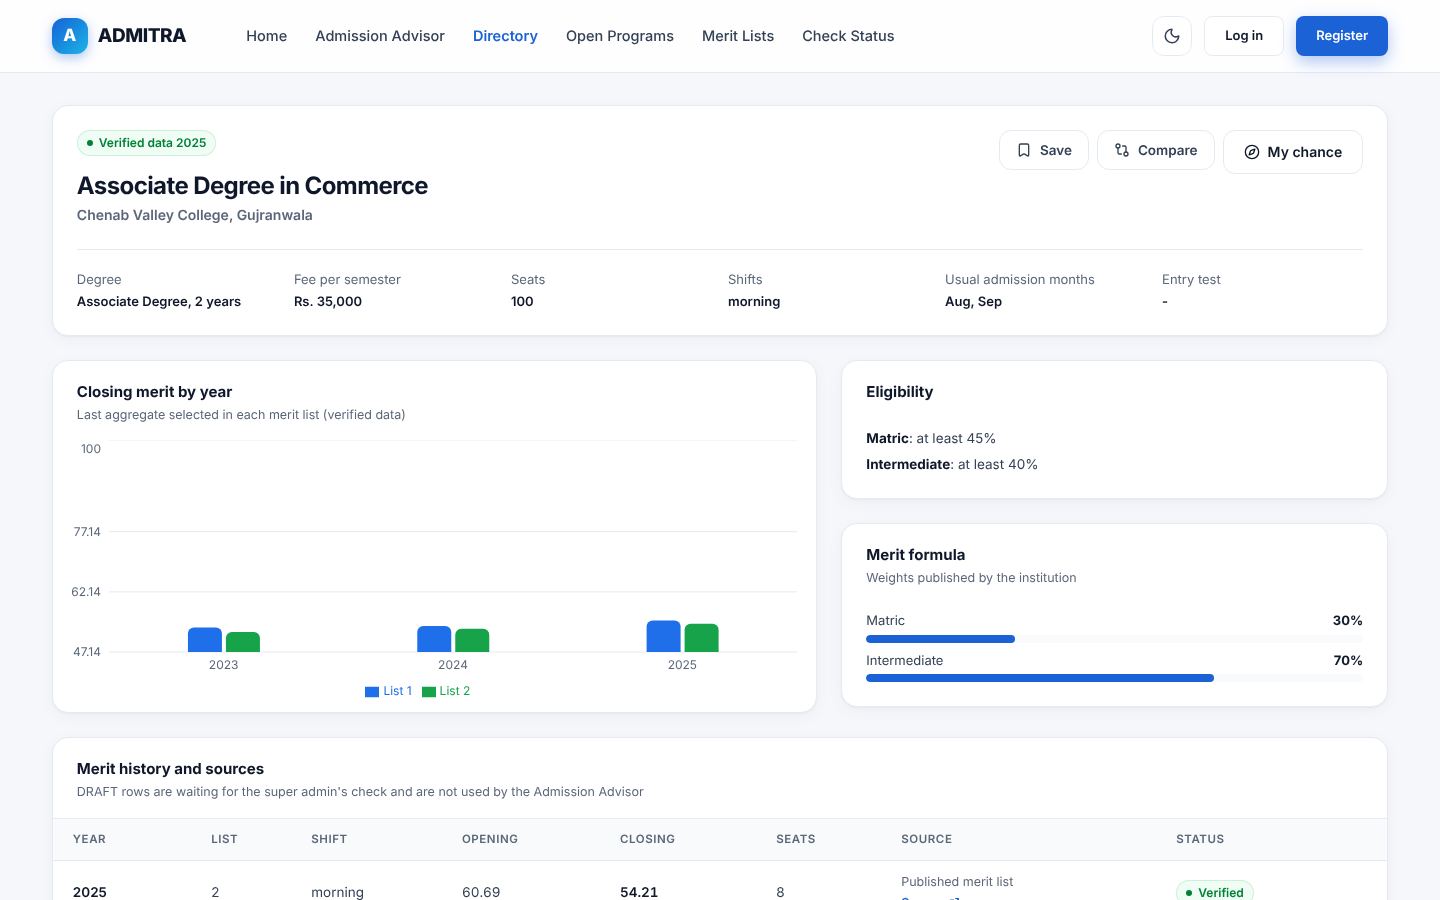 A ADMITRA Home Admission Advisor Directory Open Programs Merit Lists Check Status Log in Register
Verified data 2025
Save Compare My chance
Associate Degree in Commerce
Chenab Valley College, Gujranwala
Degree Fee per semester Seats Shifts Usual admission months Entry test
Associate Degree, 2 years Rs. 35,000 100 morning Aug, Sep -
Closing merit by year
Last aggregate selected in each merit list (verified data)
100
77.14
62.14
47.14
2023 2024 2025
List 1 List 2
Eligibility
Matric: at least 45%
Intermediate: at least 40%
Merit formula
Weights published by the institution
Matric 30%
Intermediate 70%
Merit history and sources
DRAFT rows are waiting for the super admin's check and are not used by the Admission Advisor
YEAR LIST SHIFT OPENING CLOSING SEATS SOURCE STATUS
2025 2 morning 60.69 54.21 8 Published merit list Verified